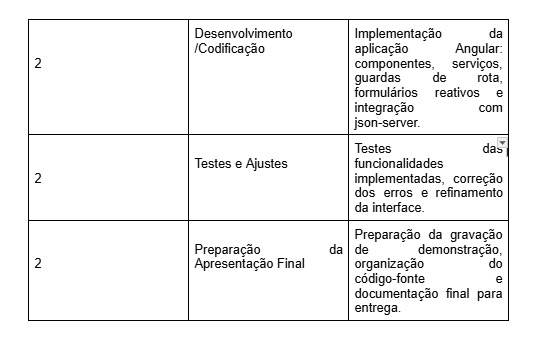 2
Desenvolvimento
/Codificação
Implementação da
aplicação Angular:
componentes, serviços,
guardas de rota,
formulários reativos e
integração com
json-server.
2
Testes e Ajustes
Testes das
funcionalidades
implementadas, correção
dos erros e refinamento
da interface.
2
Preparação da
Apresentação Final
Preparação da gravação
de demonstração,
organização do
código-fonte e
documentação final para
entrega.